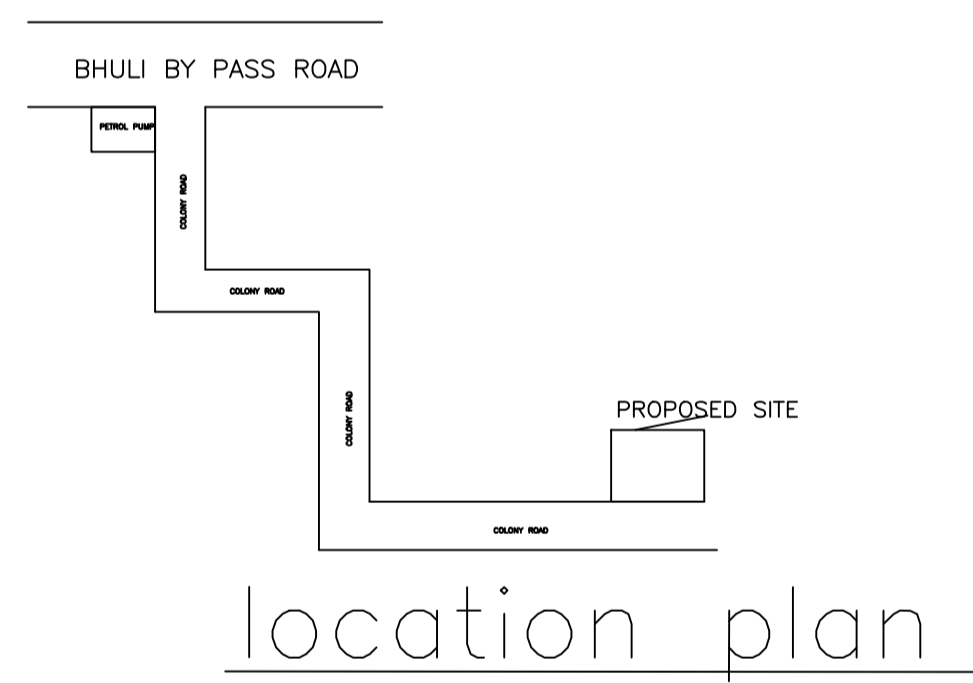 BHULI BY PASS ROAD
PETROL PUMP
COLONY ROAD
COLONY ROAD
COLONY ROAD
PROPOSED SITE
COLONY ROAD
location plan